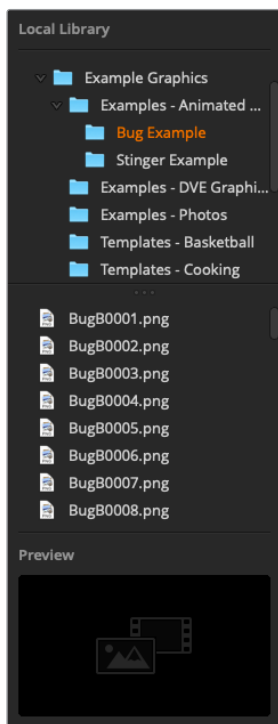 Local Library
Example Graphics
Examples - Animated ...
Bug Example
Stinger Example
Examples - DVE Graphi...
Examples - Photos
Templates - Basketball
Templates - Cooking
BugB0001.png
BugB0002.png
BugB0003.png
BugB0004.png
BugB0005.png
BugB0006.png
BugB0007.png
BugB0008.png
Preview